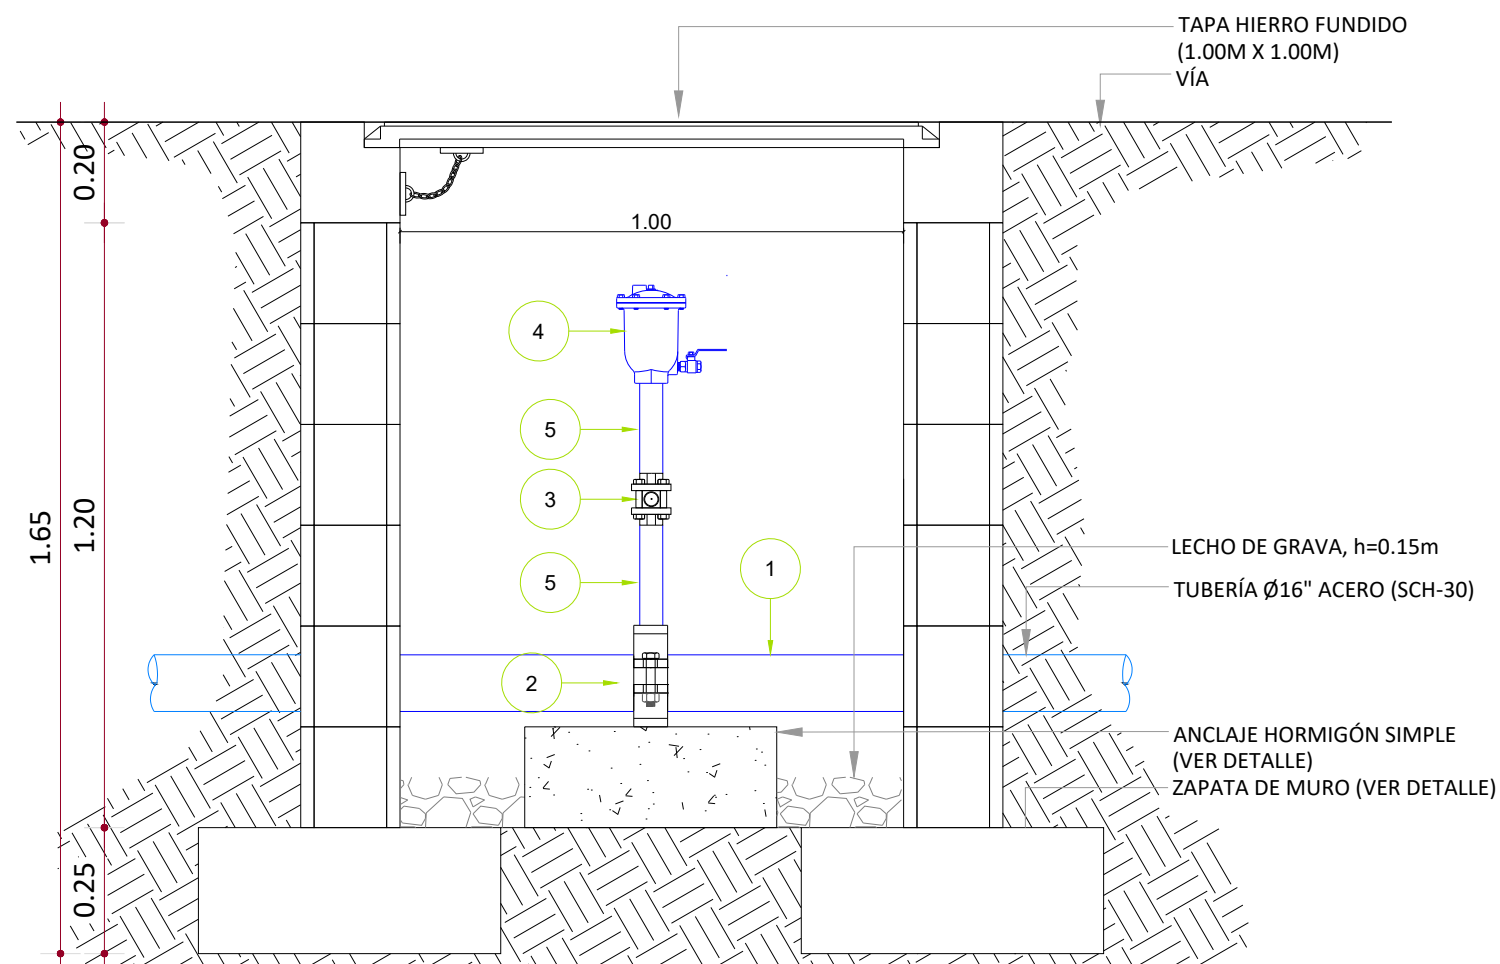 TAPA HIERRO FUNDIDO
(1.00M X 1.00M)
VÍA
0.20
1.00
4
5
3
1.20
1.65
5
1
LECHO DE GRAVA, h=0.15m
TUBERÍA Ø16" ACERO (SCH-30)
2
ANCLAJE HORMIGÓN SIMPLE
(VER DETALLE)
ZAPATA DE MURO (VER DETALLE)
0.25